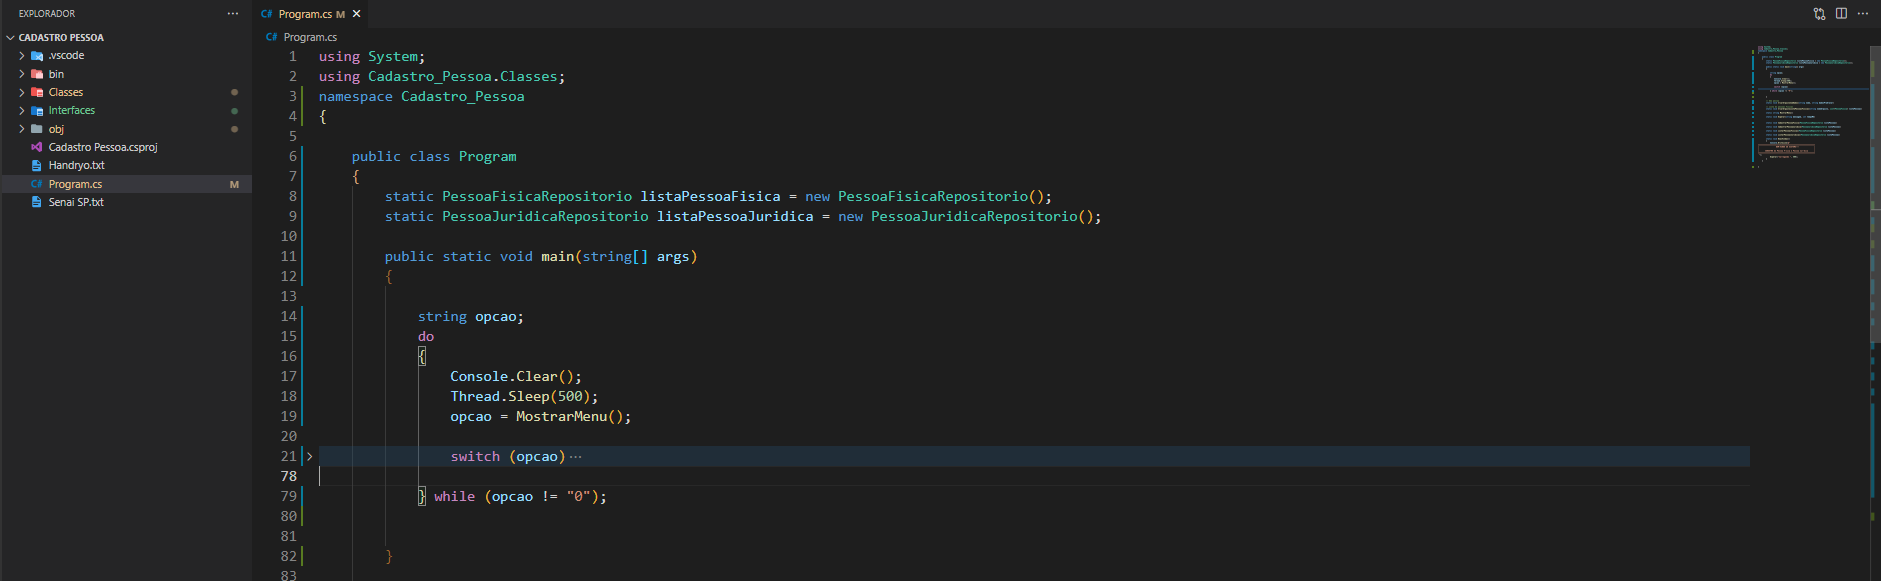 EXPLORADOR
CADASTRO PESSOA
.vscode
bin
Classes
Interfaces
obj
Cadastro Pessoa.csproj
Handryo.txt
Program.cs M
Senai SP.txt
C# Program.cs M
C# Program.cs
1 using System;
2 using Cadastro_Pessoa.Classes;
3 namespace Cadastro_Pessoa
4 {
5
6 public class Program
7 {
8 static PessoaFisicaRepositorio listaPessoaFisica = new PessoaFisicaRepositorio();
9 static PessoaJuridicaRepositorio listaPessoaJuridica = new PessoaJuridicaRepositorio();
10
11 public static void main(string[] args)
12 {
13
14 string opcao;
15 do
16 {
17 Console.Clear();
18 Thread.Sleep(500);
19 opcao = MostrarMenu();
20
21 switch (opcao)···
78
79 } while (opcao != "0");
80
81
82 }
83